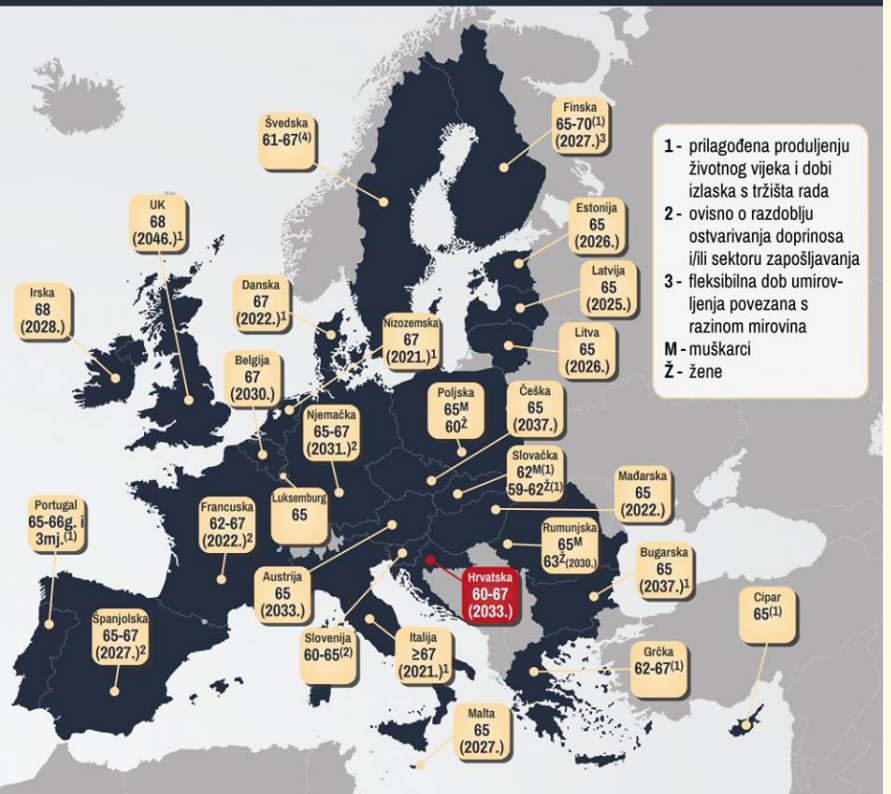 Švedska
61-67(4)
Finska
65-70(1)
(2027.)3
1 - prilagođena produljenju
životnog vijeka i dobi
izlaska s tržišta rada
2 - ovisno o razdoblju
ostvarivanja doprinosa
i/ili sektoru zapošljavanja
3 - fleksibilna dob umirov-
ljenja povezana s
razinom mirovina
M - muškarci
Ž - žene
UK
68
(2046.)1
Estonija
65
(2026.)
Irska
68
(2028.)
Danska
67
(2022.)1
Latvija
65
(2025.)
Nizozemska
67
(2021.)1
Litva
65
(2026.)
Belgija
67
(2030.)
Njemačka
65-67
(2031.)2
Poljska
65M
60Ž
Češka
65
(2037.)
Slovačka
62M(1)
59-62Ž(1)
Mađarska
65
(2022.)
Luksemburg
65
Portugal
65-66g. i
3mj.(1)
Francuska
62-67
(2022.)2
Rumunjska
65M
63Ž(2030.)
Bugarska
65
(2037.)1
Austrija
65
(2033.)
Hrvatska
60-67
(2033.)
Cipar
65(1)
Španjolska
65-67
(2027.)2
Slovenija
60-65(2)
Italija
≥67
(2021.)1
Grčka
62-67(1)
Malta
65
(2027.)